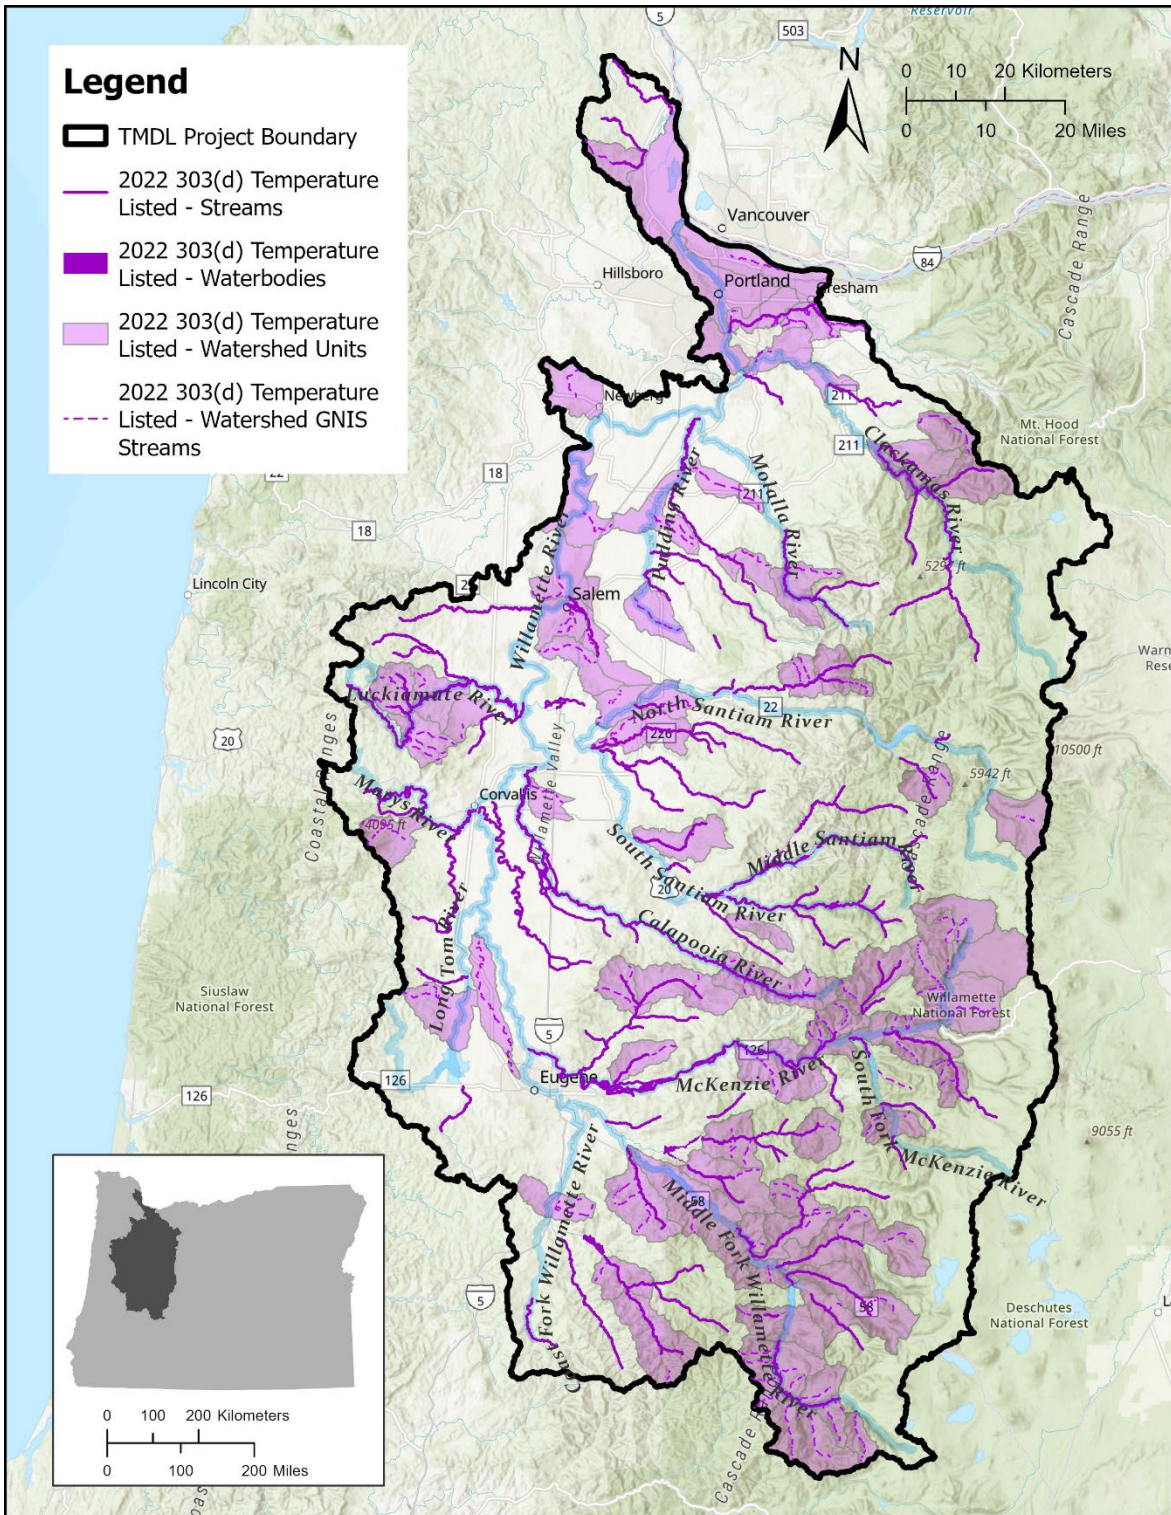 Reservoir
5
503
N
0 10 20 Kilometers
0 10 20 Miles
Legend
TMDL Project Boundary
2022 303(d) Temperature
Listed - Streams
2022 303(d) Temperature
Listed - Waterbodies
2022 303(d) Temperature
Listed - Watershed Units
2022 303(d) Temperature
Listed - Watershed GNIS
Streams
Vancouver
84
Cascade Range
Hillsboro
Portland
Gresham
Newberg
211
Mt. Hood
National Forest
211
Clackamas River
18
22
Molalla River
211
Pudding River
18
Willamette River
5297 ft
Lincoln City
Salem
Luckiamute River
North Santiam River
22
226
20
Coastal Ranges
Willamette Valley
10500 ft
5942 ft
Cascade Range
Corvallis
Marys River
4095 ft
Middle Santiam River
South Santiam River
20
Calapooia River
Long Tom River
Siuslaw
National Forest
Willamette
National Forest
5
126
126
126
Eugene
McKenzie River
South Fork McKenzie River
9055 ft
58
Middle Fork Willamette River
Coast Fork Willamette River
5
58
Deschutes
National Forest
0 100 200 Kilometers
0 100 200 Miles